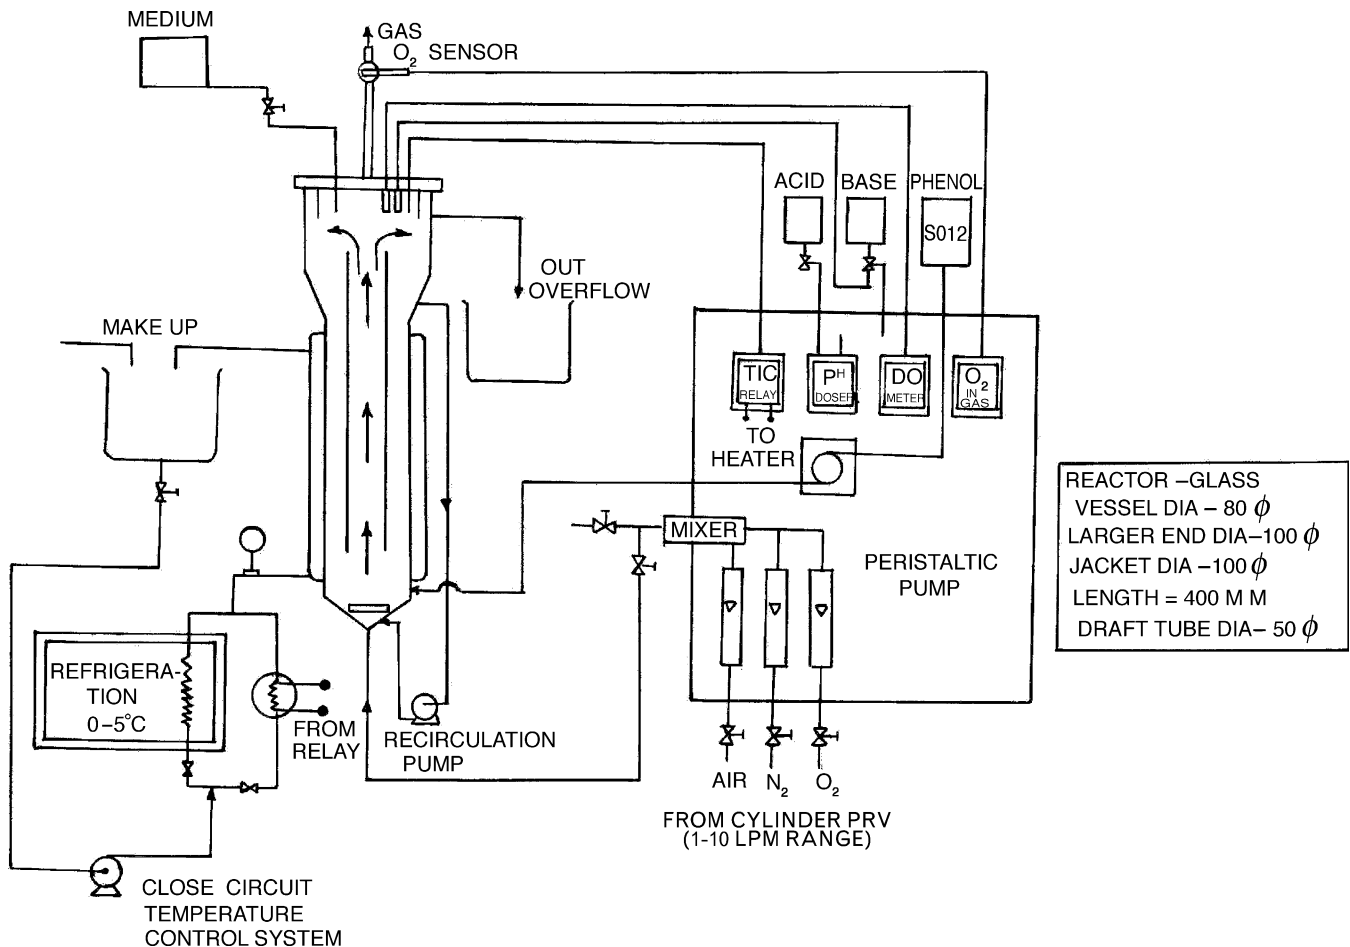 MEDIUM
GAS
O₂ SENSOR
ACID BASE PHENOL
S012
OUT
OVERFLOW
MAKE UP
TIC
RELAY
Pᴴ
DOSER
DO
METER
O₂
IN
GAS
TO
HEATER
MIXER
PERISTALTIC
PUMP
REACTOR –GLASS
VESSEL DIA – 80 ϕ
LARGER END DIA–100 ϕ
JACKET DIA –100 ϕ
LENGTH = 400 M M
DRAFT TUBE DIA– 50 ϕ
REFRIGERA-
TION
0–5°C
FROM
RELAY
RECIRCULATION
PUMP
AIR N₂ O₂
FROM CYLINDER PRV
(1-10 LPM RANGE)
CLOSE CIRCUIT
TEMPERATURE
CONTROL SYSTEM